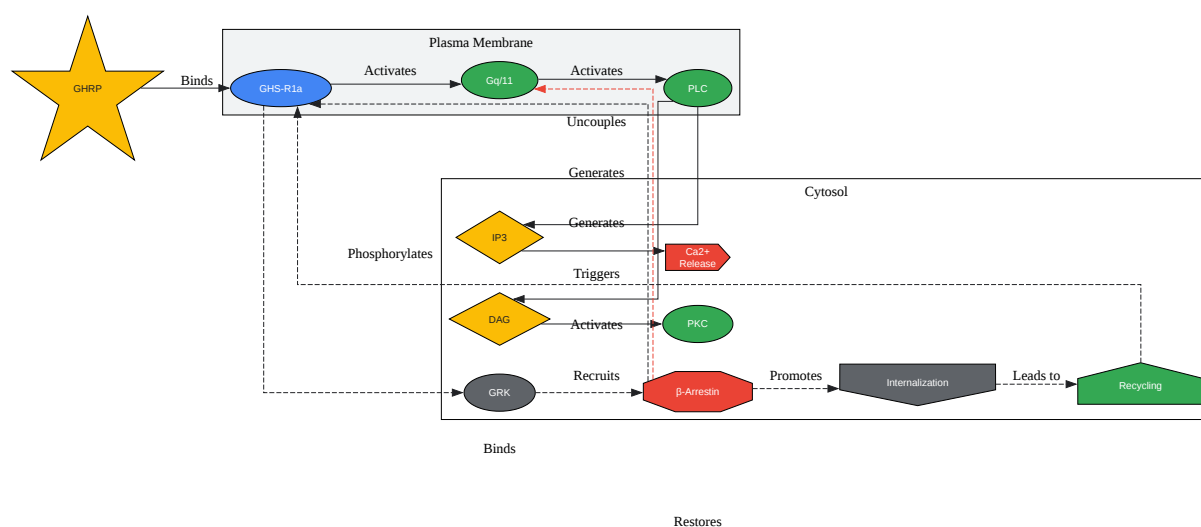 Plasma Membrane
GHRP
Binds
GHS-R1a
Activates
Gq/11
Activates
PLC
Uncouples
Generates
Cytosol
IP3
Generates
Phosphorylates
Ca2+
Release
Triggers
DAG
Activates
PKC
GRK
Recruits
β-Arrestin
Promotes
Internalization
Leads to
Recycling
Binds
Restores